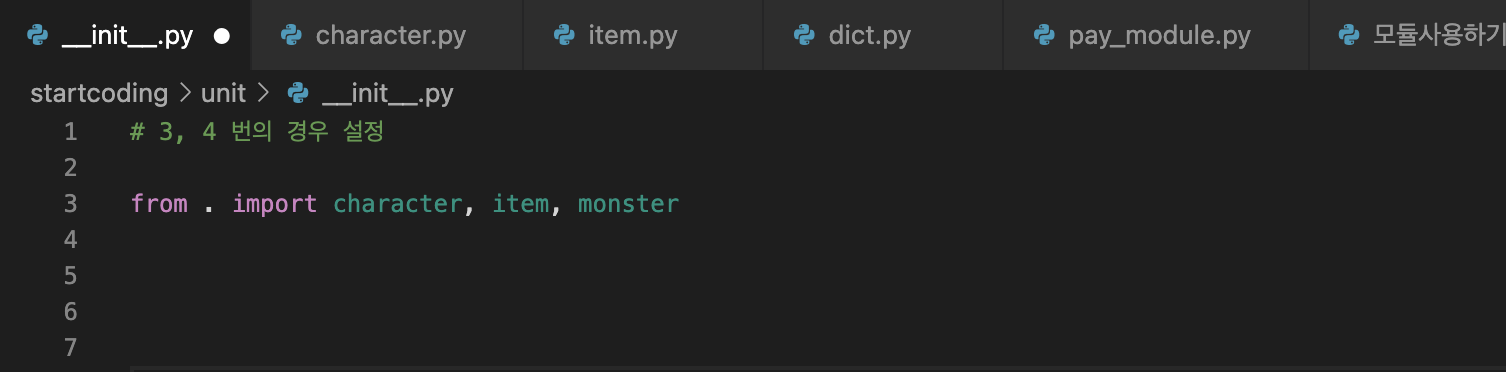 __init__.py character.py item.py dict.py pay_module.py 모듈사용하기
startcoding > unit > __init__.py
1 # 3, 4 번의 경우 설정
2
3 from . import character, item, monster
4
5
6
7